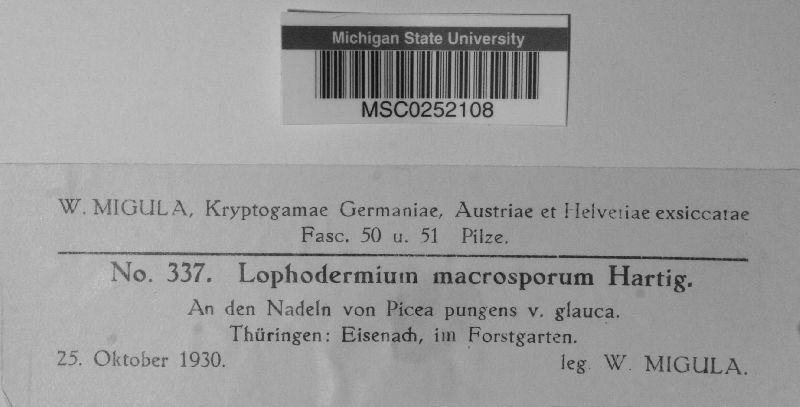 Michigan State University
MSC0252108
W. MIGULA, Kryptogamae Germaniae, Austriae et Helvetiae exsiccatae
Fasc. 50 u. 51 Pilze.
No. 337. Lophodermium macrosporum Hartig.
An den Nadeln von Picea pungens v. glauca.
Thüringen: Eisenach, im Forstgarten.
25. Oktober 1930. leg. W. MIGULA.